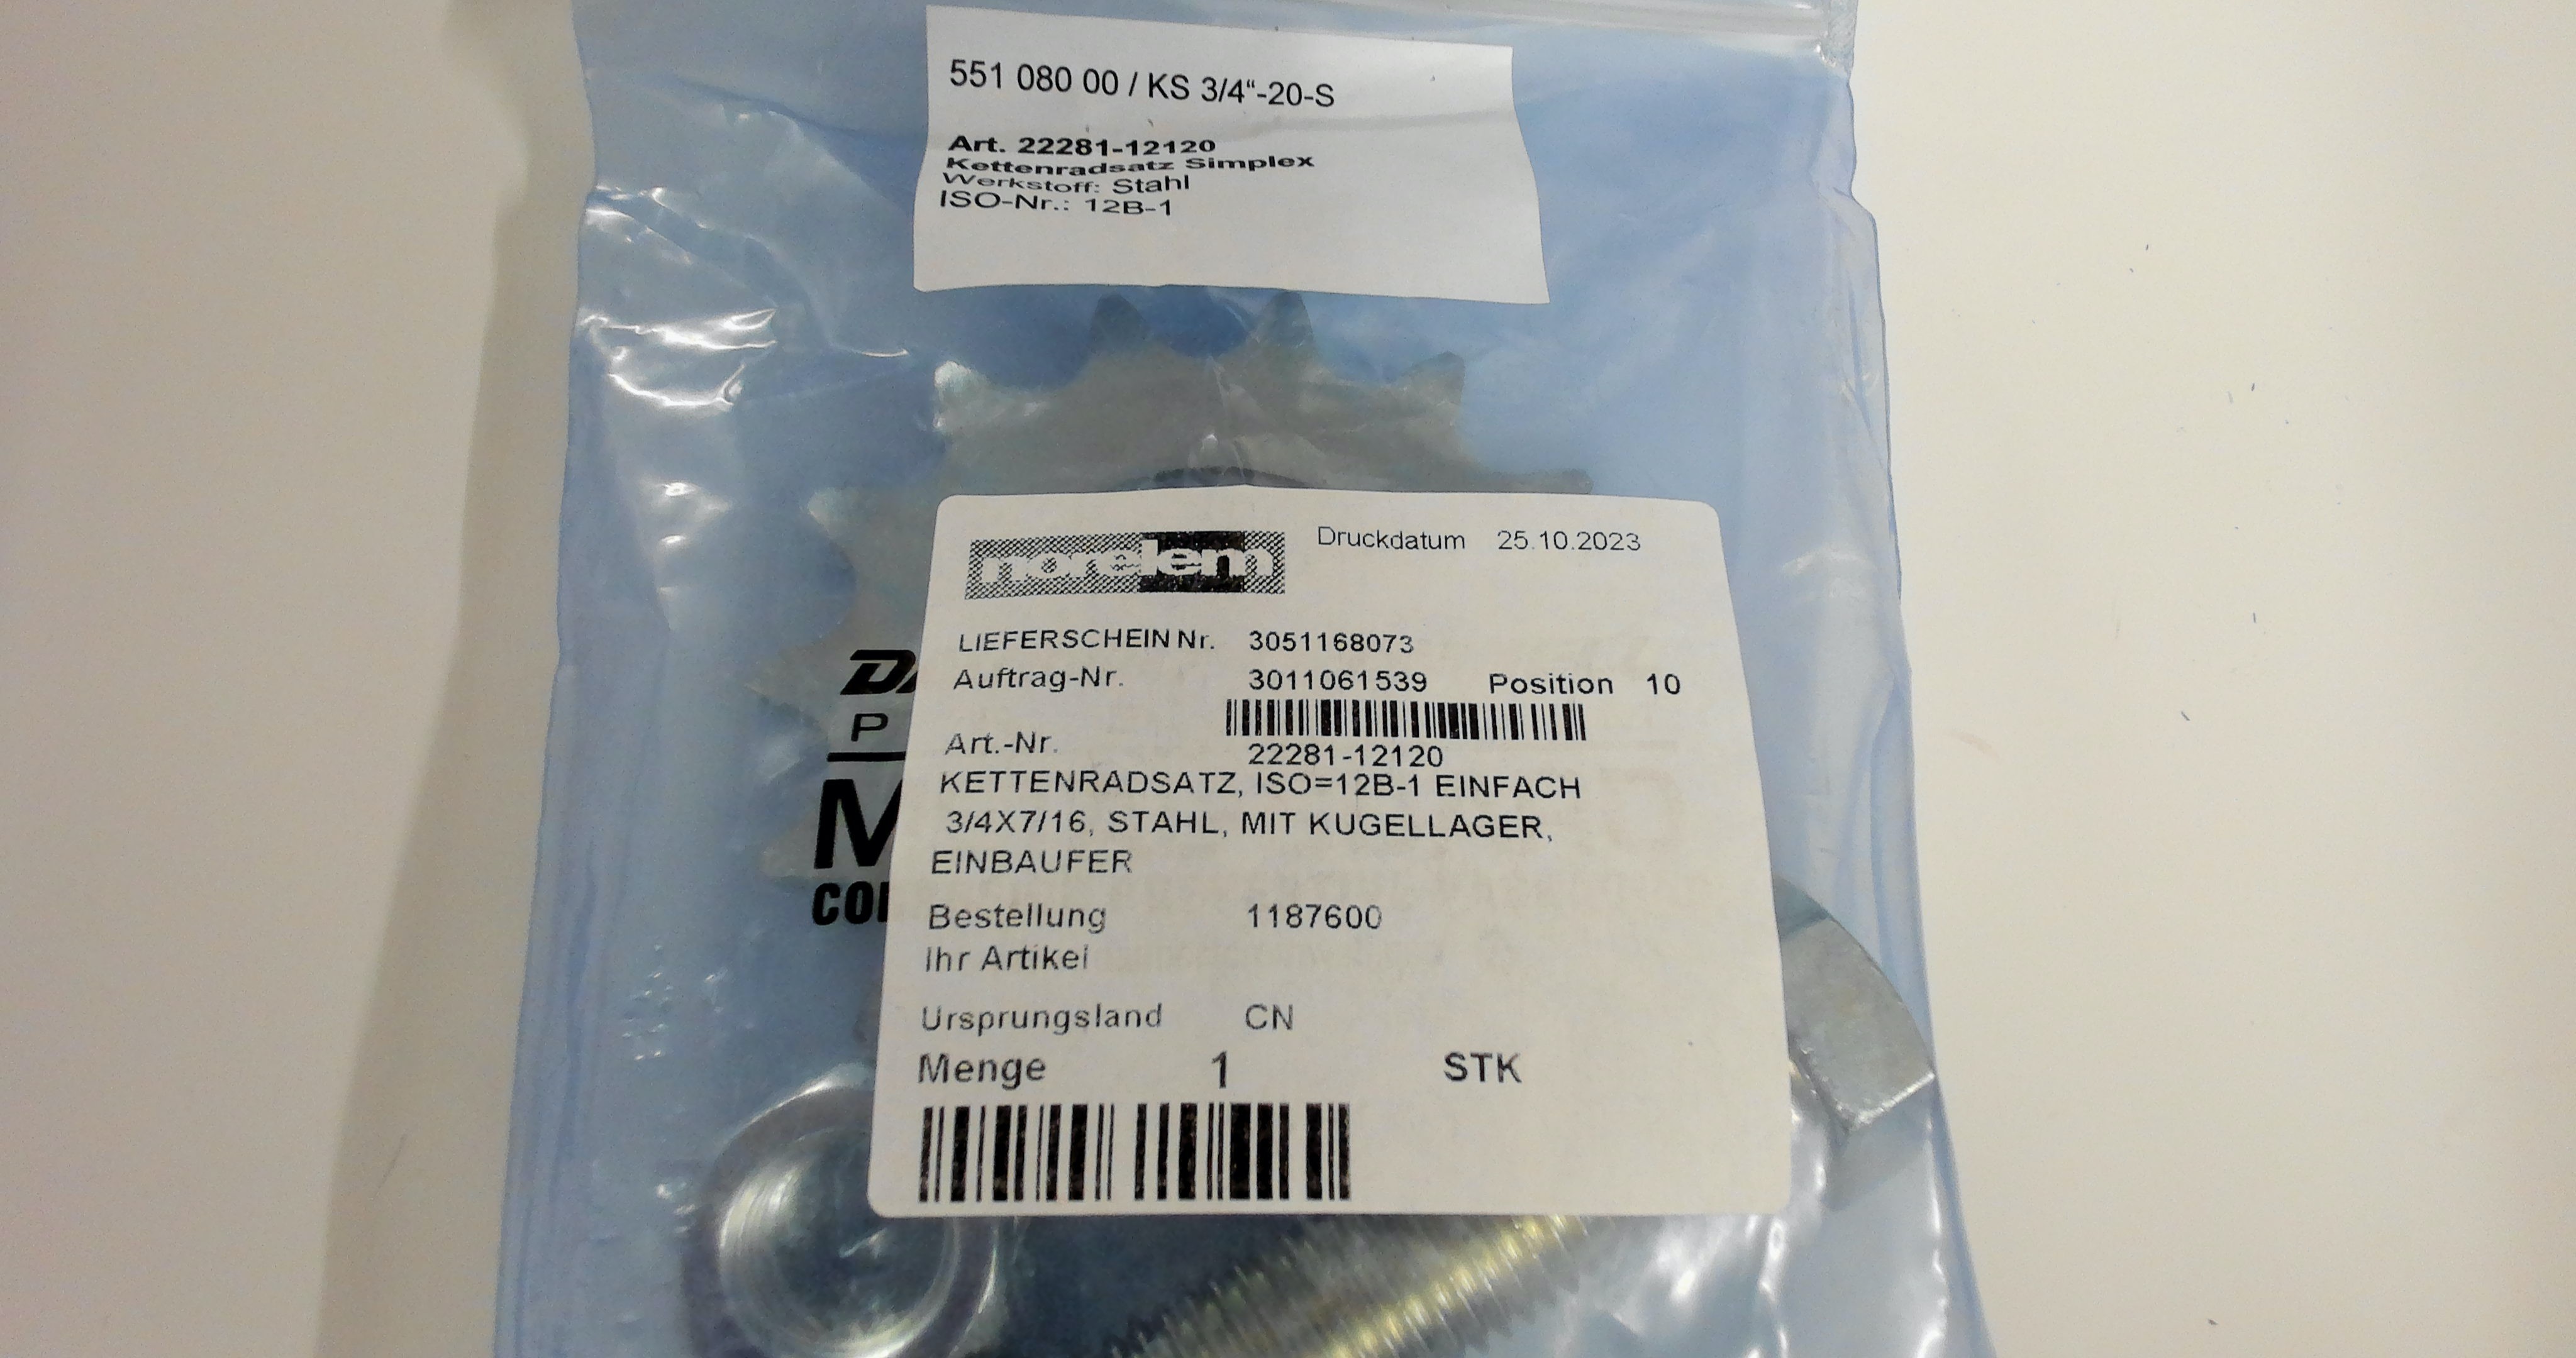 551 080 00 / KS 3/4“-20-S
Art. 22281-12120
Kettenradsatz Simplex
Werkstoff: Stahl
ISO-Nr.: 12B-1
norelem
Druckdatum 25.10.2023
LIEFERSCHEIN Nr. 3051168073
Auftrag-Nr. 3011061539 Position 10
Art.-Nr. 22281-12120
KETTENRADSATZ, ISO=12B-1 EINFACH
3/4X7/16, STAHL, MIT KUGELLAGER,
EINBAUFER
Bestellung 1187600
Ihr Artikel
Ursprungsland CN
Menge 1 STK